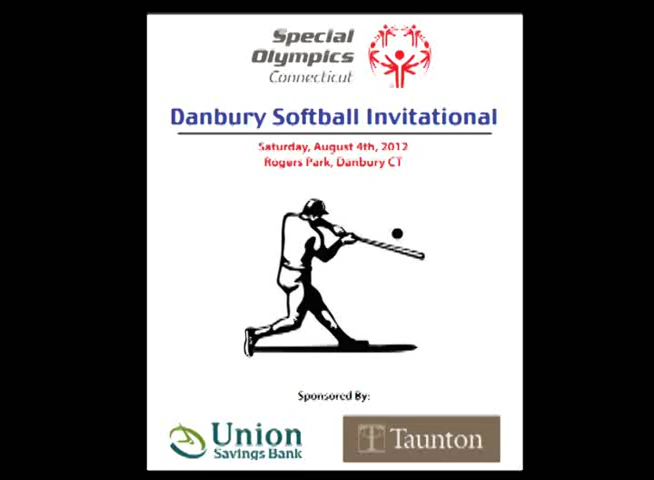 Special
Olympics
Connecticut
Danbury Softball Invitational
Saturday, August 4th, 2012
Rogers Park, Danbury CT
Sponsored By:
Union
Savings Bank
Taunton